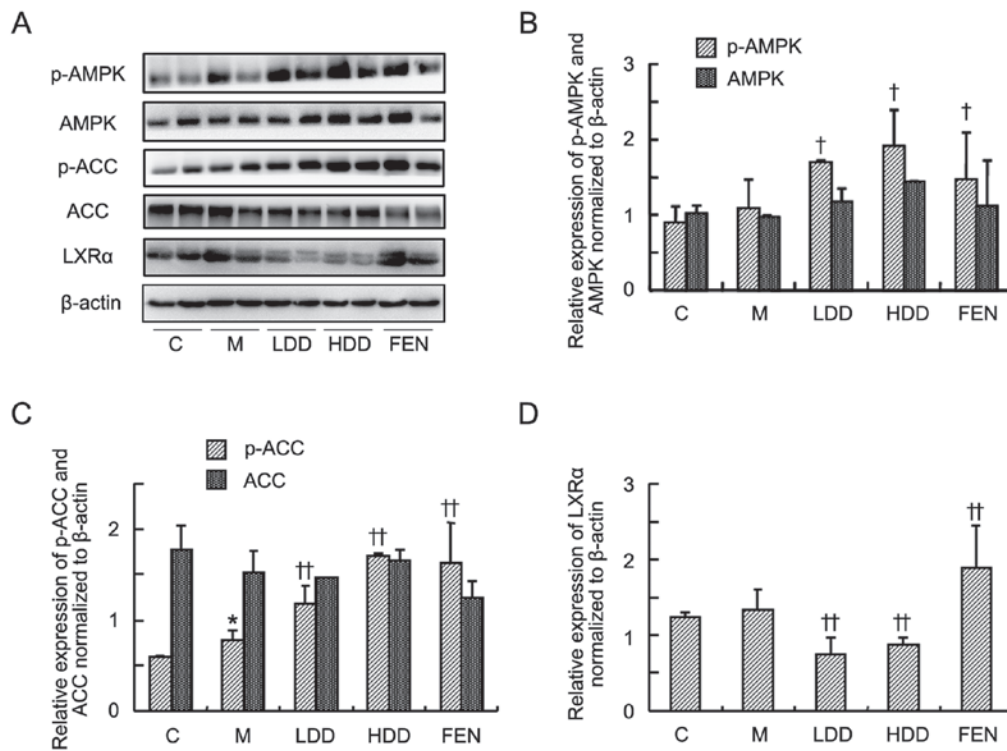 A
p-AMPK
AMPK
p-ACC
ACC
LXRα
β-actin
C M LDD HDD FEN
B
p-AMPK
AMPK
Relative expression of p-AMPK and
AMPK normalized to β-actin
3
2
1
0
† † †
C M LDD HDD FEN
C
p-ACC
ACC
Relative expression of p-ACC and
ACC normalized to β-actin
2
1
0
* †† †† ††
C M LDD HDD FEN
D
Relative expression of LXRα
normalized to β-actin
3
2
1
0
†† †† ††
C M LDD HDD FEN